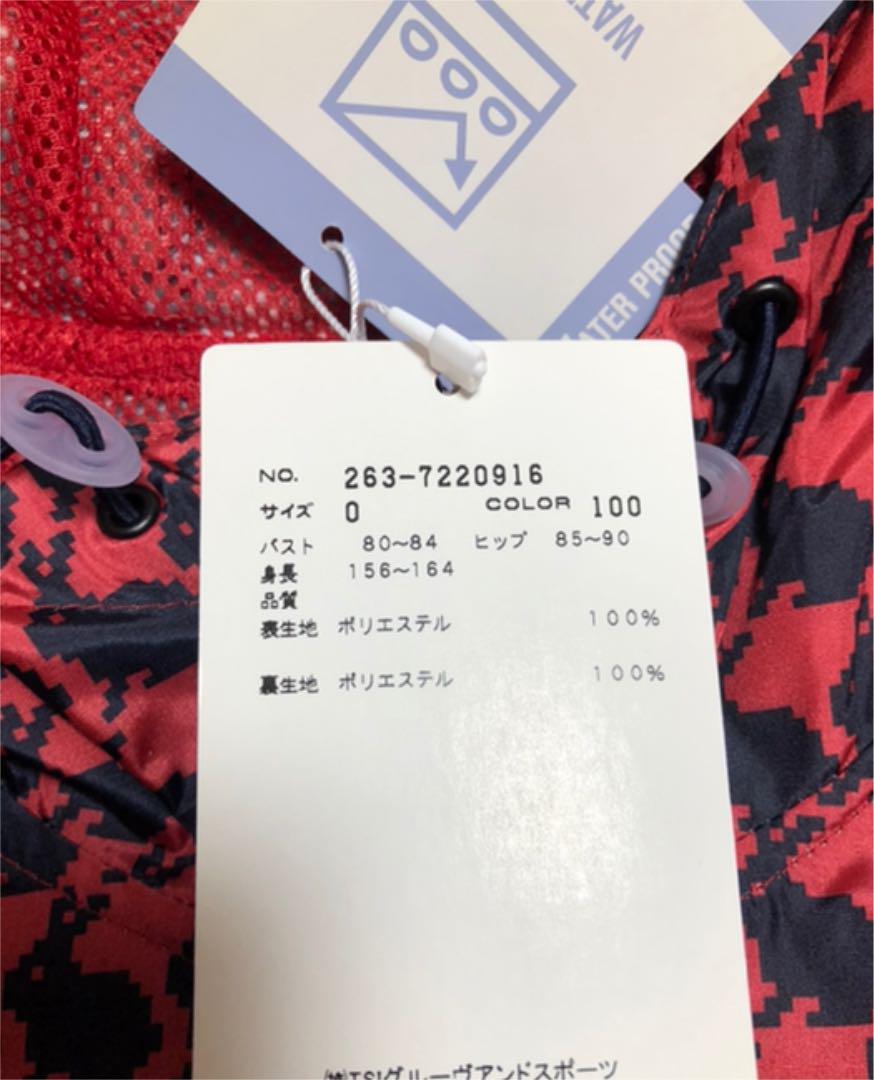 WATE
WATER PROOF
NO. 263-7220916
サイズ 0 COLOR 100
バスト 80~84 ヒップ 85~90
身長 156~164
品質
表生地 ポリエステル 100%
裏生地 ポリエステル 100%
㈱TSIグルーヴアンドスポーツ